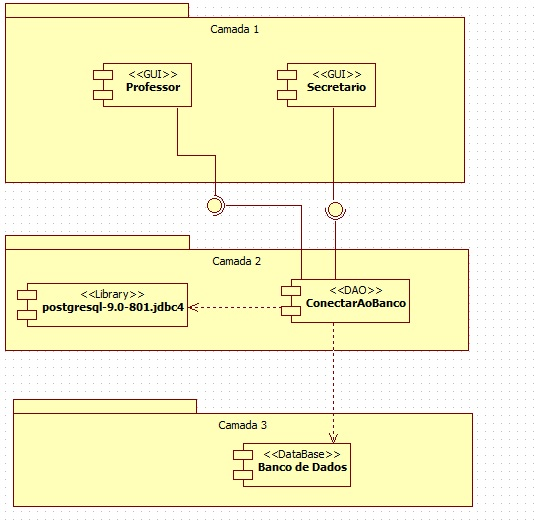 Camada 1
<<GUI>>
Professor
<<GUI>>
Secretario
Camada 2
<<Library>>
postgresql-9.0-801.jdbc4
<<DAO>>
ConectarAoBanco
Camada 3
<<DataBase>>
Banco de Dados